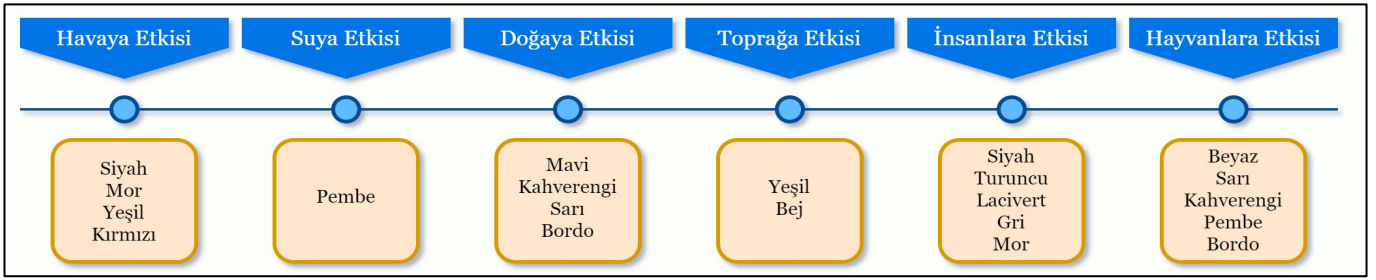 Havaya Etkisi
Suya Etkisi
Doğaya Etkisi
Toprağa Etkisi
İnsanlara Etkisi
Hayvanlara Etkisi
Siyah
Mor
Yeşil
Kırmızı
Pembe
Mavi
Kahverengi
Sarı
Bordo
Yeşil
Bej
Siyah
Turuncu
Lacivert
Gri
Mor
Beyaz
Sarı
Kahverengi
Pembe
Bordo